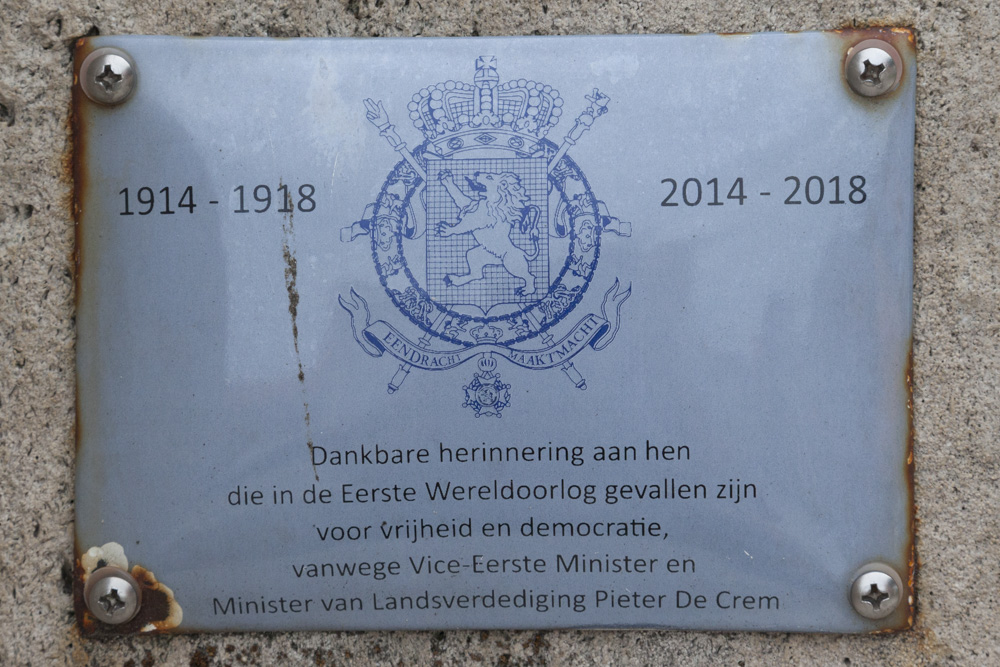 1914 - 1918
2014 - 2018
EENDRACHT MAAKT MACHT
Dankbare herinnering aan hen
die in de Eerste Wereldoorlog gevallen zijn
voor vrijheid en democratie,
vanwege Vice-Eerste Minister en
Minister van Landsverdediging Pieter De Crem